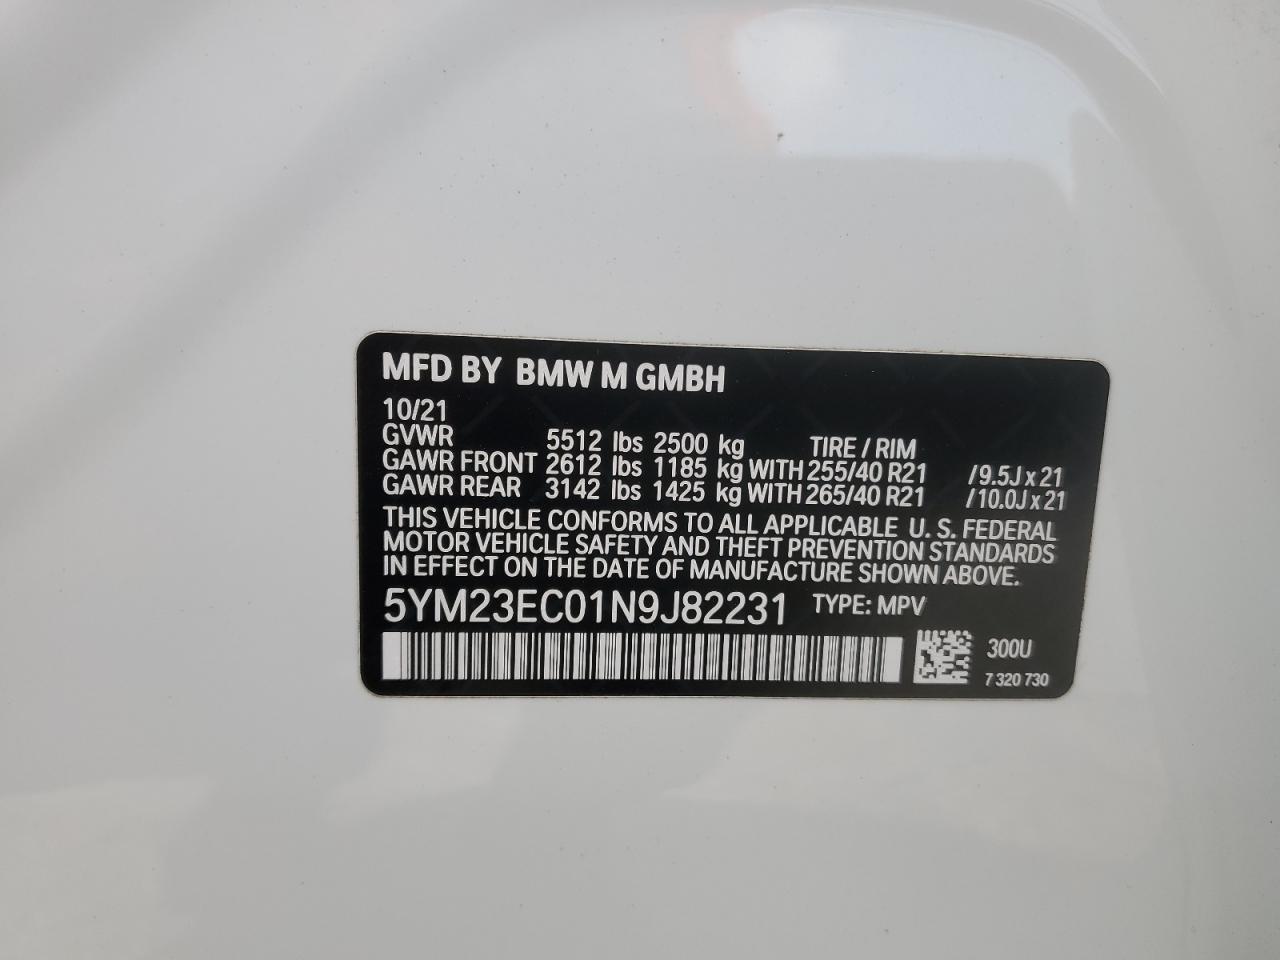 MFD BY BMW M GMBH
10/21
GVWR 5512 lbs 2500 kg TIRE / RIM
GAWR FRONT 2612 lbs 1185 kg WITH 255/40 R21 /9.5J x 21
GAWR REAR 3142 lbs 1425 kg WITH 265/40 R21 /10.0J x 21
THIS VEHICLE CONFORMS TO ALL APPLICABLE U. S. FEDERAL
MOTOR VEHICLE SAFETY AND THEFT PREVENTION STANDARDS
IN EFFECT ON THE DATE OF MANUFACTURE SHOWN ABOVE.
5YM23EC01N9J82231 TYPE: MPV
300U
7 320 730